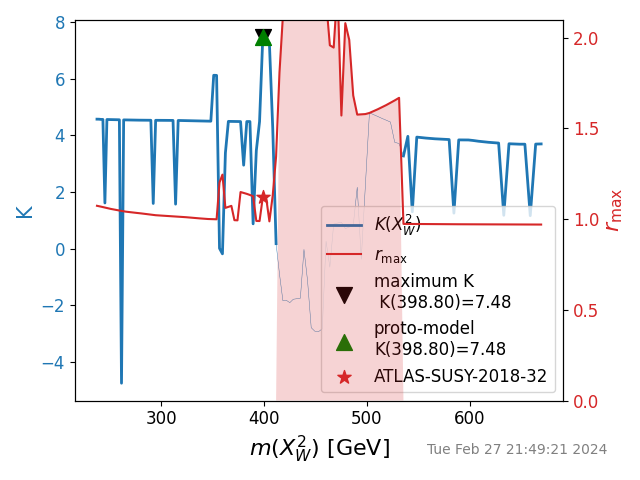 8
6
4
2
0
−2
−4
K
2.0
1.5
1.0
0.5
0.0
r_max
K(X_W^2)
r_max
maximum K
K(398.80)=7.48
proto-model
K(398.80)=7.48
ATLAS-SUSY-2018-32
300 400 500 600
m(X_W^2) [GeV]
Tue Feb 27 21:49:21 2024